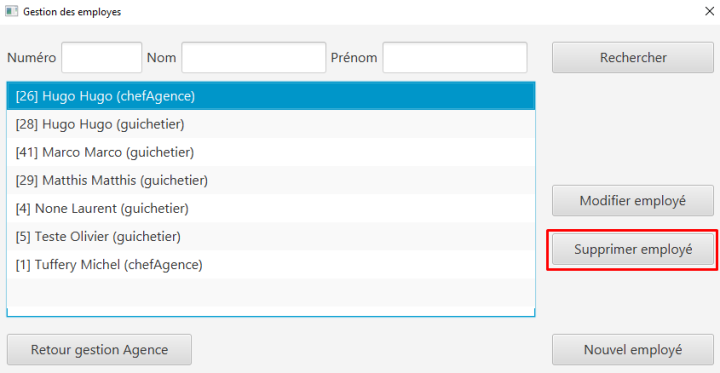 Gestion des employes
Numéro Nom Prénom Rechercher
[26] Hugo Hugo (chefAgence)
[28] Hugo Hugo (guichetier)
[41] Marco Marco (guichetier)
[29] Matthis Matthis (guichetier)
[4] None Laurent (guichetier)
[5] Teste Olivier (guichetier)
[1] Tuffery Michel (chefAgence)
Modifier employé
Supprimer employé
Retour gestion Agence
Nouvel employé